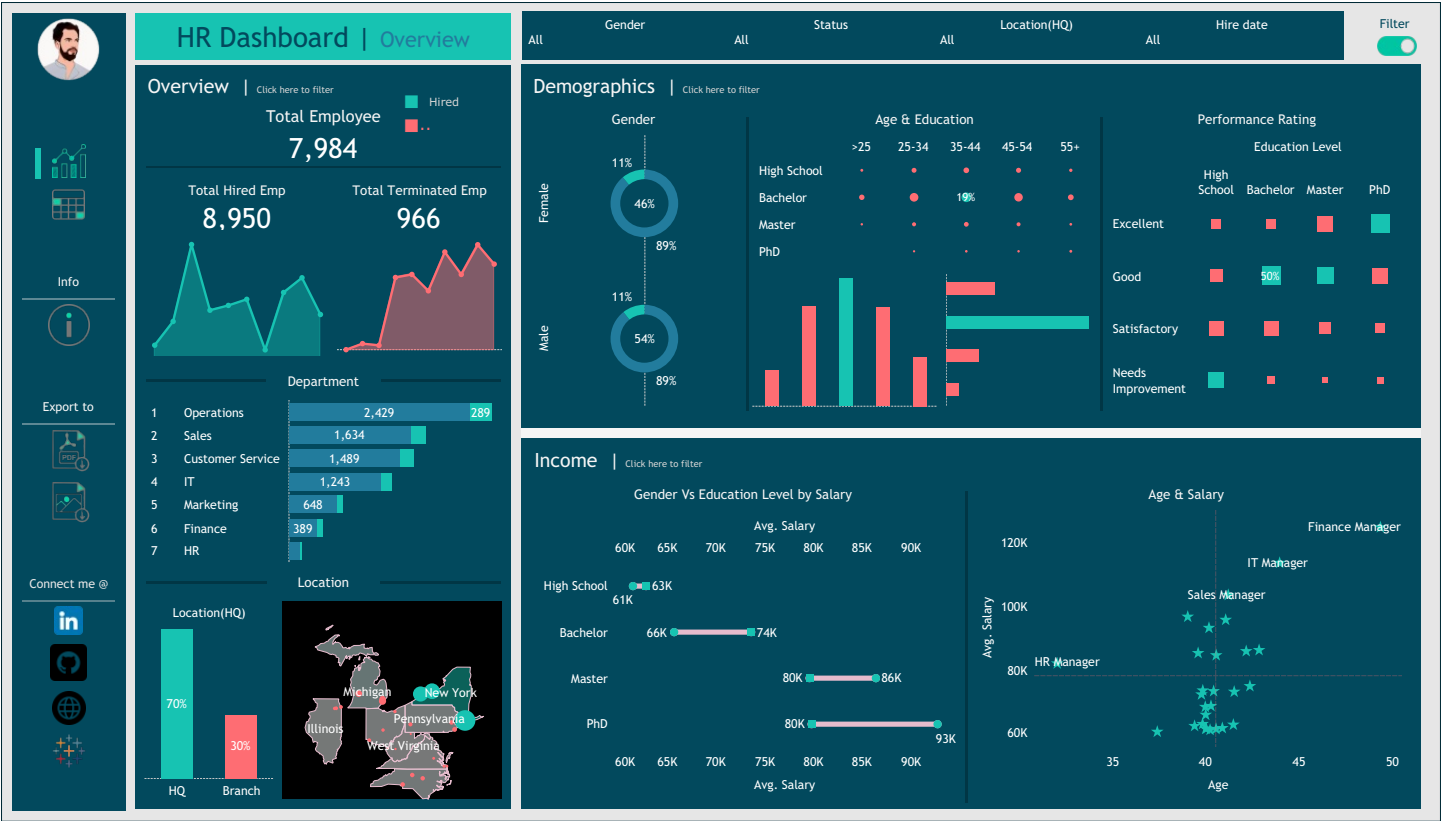 HR Dashboard | Overview
Gender
Status
Location(HQ)
Hire date
All
All
All
All
Filter
Info
Export to
PDF
Connect me @
in
Overview | Click here to filter
Hired
..
Total Employee
7,984
Total Hired Emp
8,950
Total Terminated Emp
966
Department
1 Operations 2,429 289
2 Sales 1,634
3 Customer Service 1,489
4 IT 1,243
5 Marketing 648
6 Finance 389
7 HR
Location
Location(HQ)
70%
30%
HQ Branch
Michigan
New York
Pennsylvania
Illinois
West Virginia
Demographics | Click here to filter
Gender
Female
11%
46%
89%
Male
11%
54%
89%
Age & Education
>25 25-34 35-44 45-54 55+
High School
Bachelor 19%
Master
PhD
Performance Rating
Education Level
High School Bachelor Master PhD
Excellent
Good 50%
Satisfactory
Needs
Improvement
Income | Click here to filter
Gender Vs Education Level by Salary
Avg. Salary
60K 65K 70K 75K 80K 85K 90K
High School 61K 63K
Bachelor 66K 74K
Master 80K 86K
PhD 80K 93K
60K 65K 70K 75K 80K 85K 90K
Avg. Salary
Age & Salary
Finance Manager
120K
IT Manager
Sales Manager
100K
Avg. Salary
HR Manager
80K
60K
35 40 45 50
Age